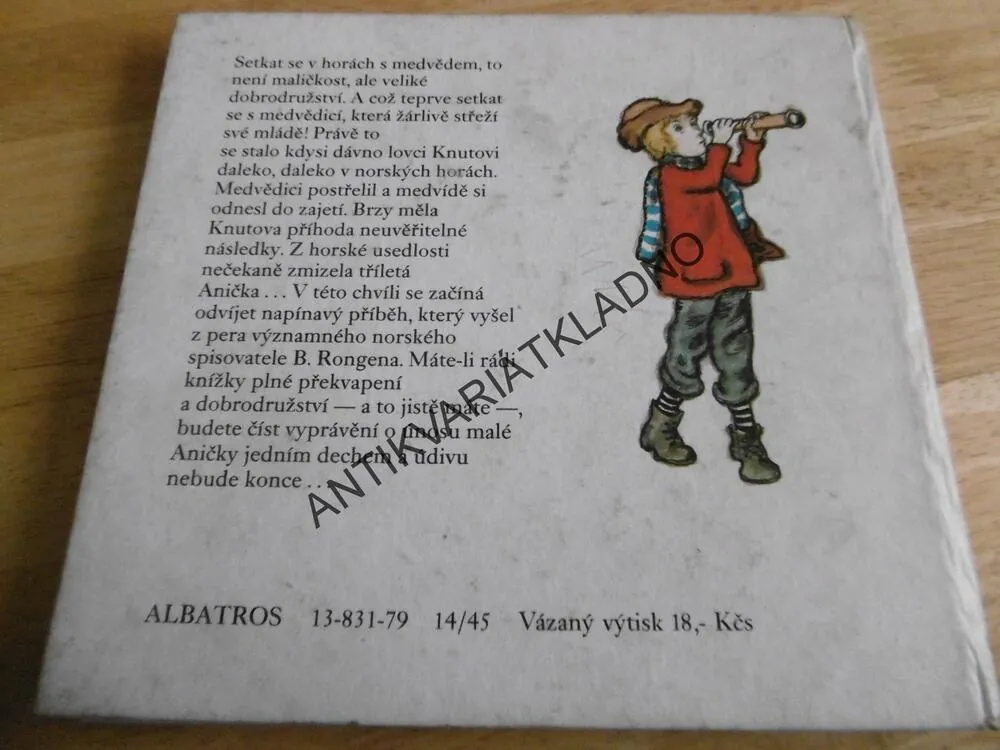 Setkat se v horách s medvědem, to
není maličkost, ale veliké
dobrodružství. A což teprve setkat
se s medvědicí, která žárlivě střeží
své mládě! Právě to
se stalo kdysi dávno lovci Knutovi
daleko, daleko v norských horách.
Medvědici postřelil a medvídě si
odnesl do zajetí. Brzy měla
Knutova příhoda neuvěřitelné
následky. Z horské usedlosti
nečekaně zmizela tříletá
Anička... V této chvíli se začíná
odvíjet napínavý příběh, který vyšel
z pera významného norského
spisovatele B. Rongena. Máte-li rádi
knížky plné překvapení
a dobrodružství — a to jistě máte —,
budete číst vyprávění o únosu malé
Aničky jedním dechem a údivu
nebude konce...
ANTIKVARIÁTKLADNO
ALBATROS 13-831-79 14/45 Vázaný výtisk 18,- Kčs